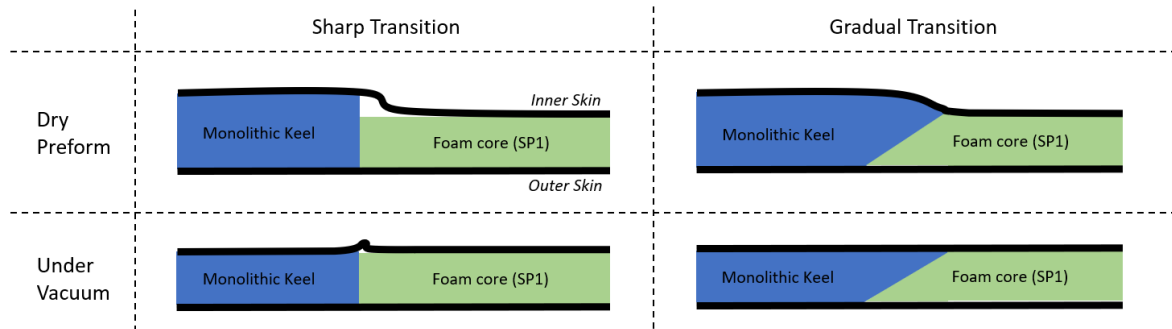 Sharp Transition
Gradual Transition
Dry
Preform
Inner Skin
Monolithic Keel
Foam core (SP1)
Outer Skin
Monolithic Keel
Foam core (SP1)
Under
Vacuum
Monolithic Keel
Foam core (SP1)
Monolithic Keel
Foam core (SP1)